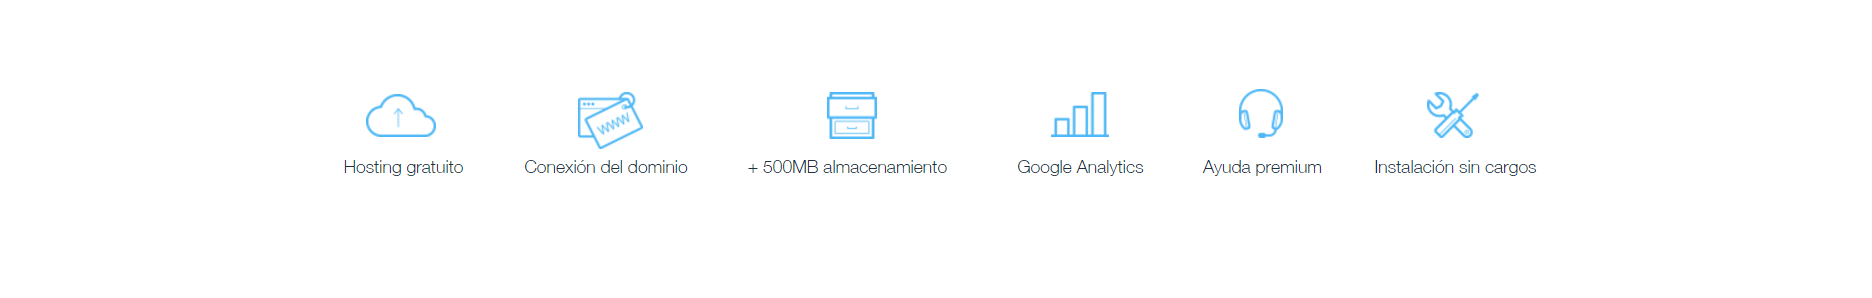 WWW
Hosting gratuito
Conexión del dominio
+ 500MB almacenamiento
Google Analytics
Ayuda premium
Instalación sin cargos